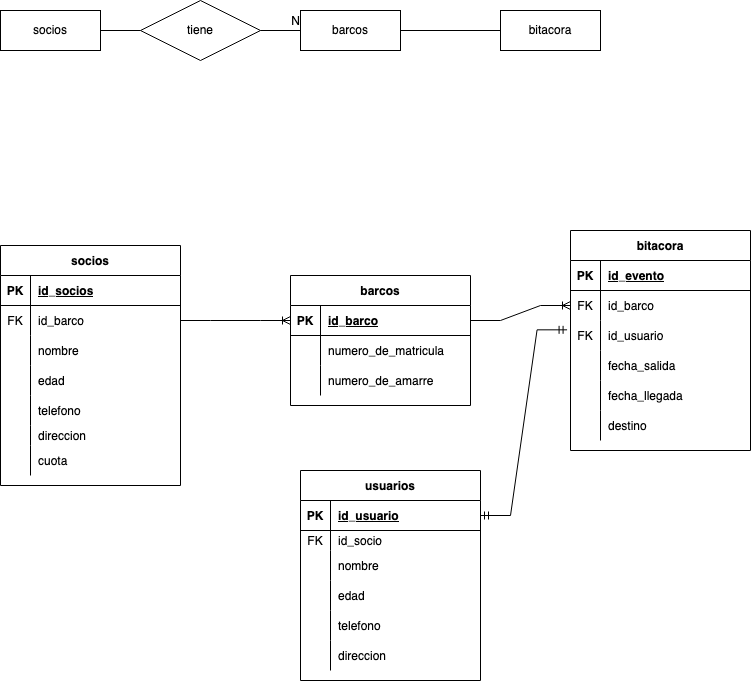 socios
tiene
N
barcos
bitacora
socios
PK id_socios
FK id_barco
nombre
edad
telefono
direccion
cuota
barcos
PK id_barco
numero_de_matricula
numero_de_amarre
bitacora
PK id_evento
FK id_barco
FK id_usuario
fecha_salida
fecha_llegada
destino
usuarios
PK id_usuario
FK id_socio
nombre
edad
telefono
direccion